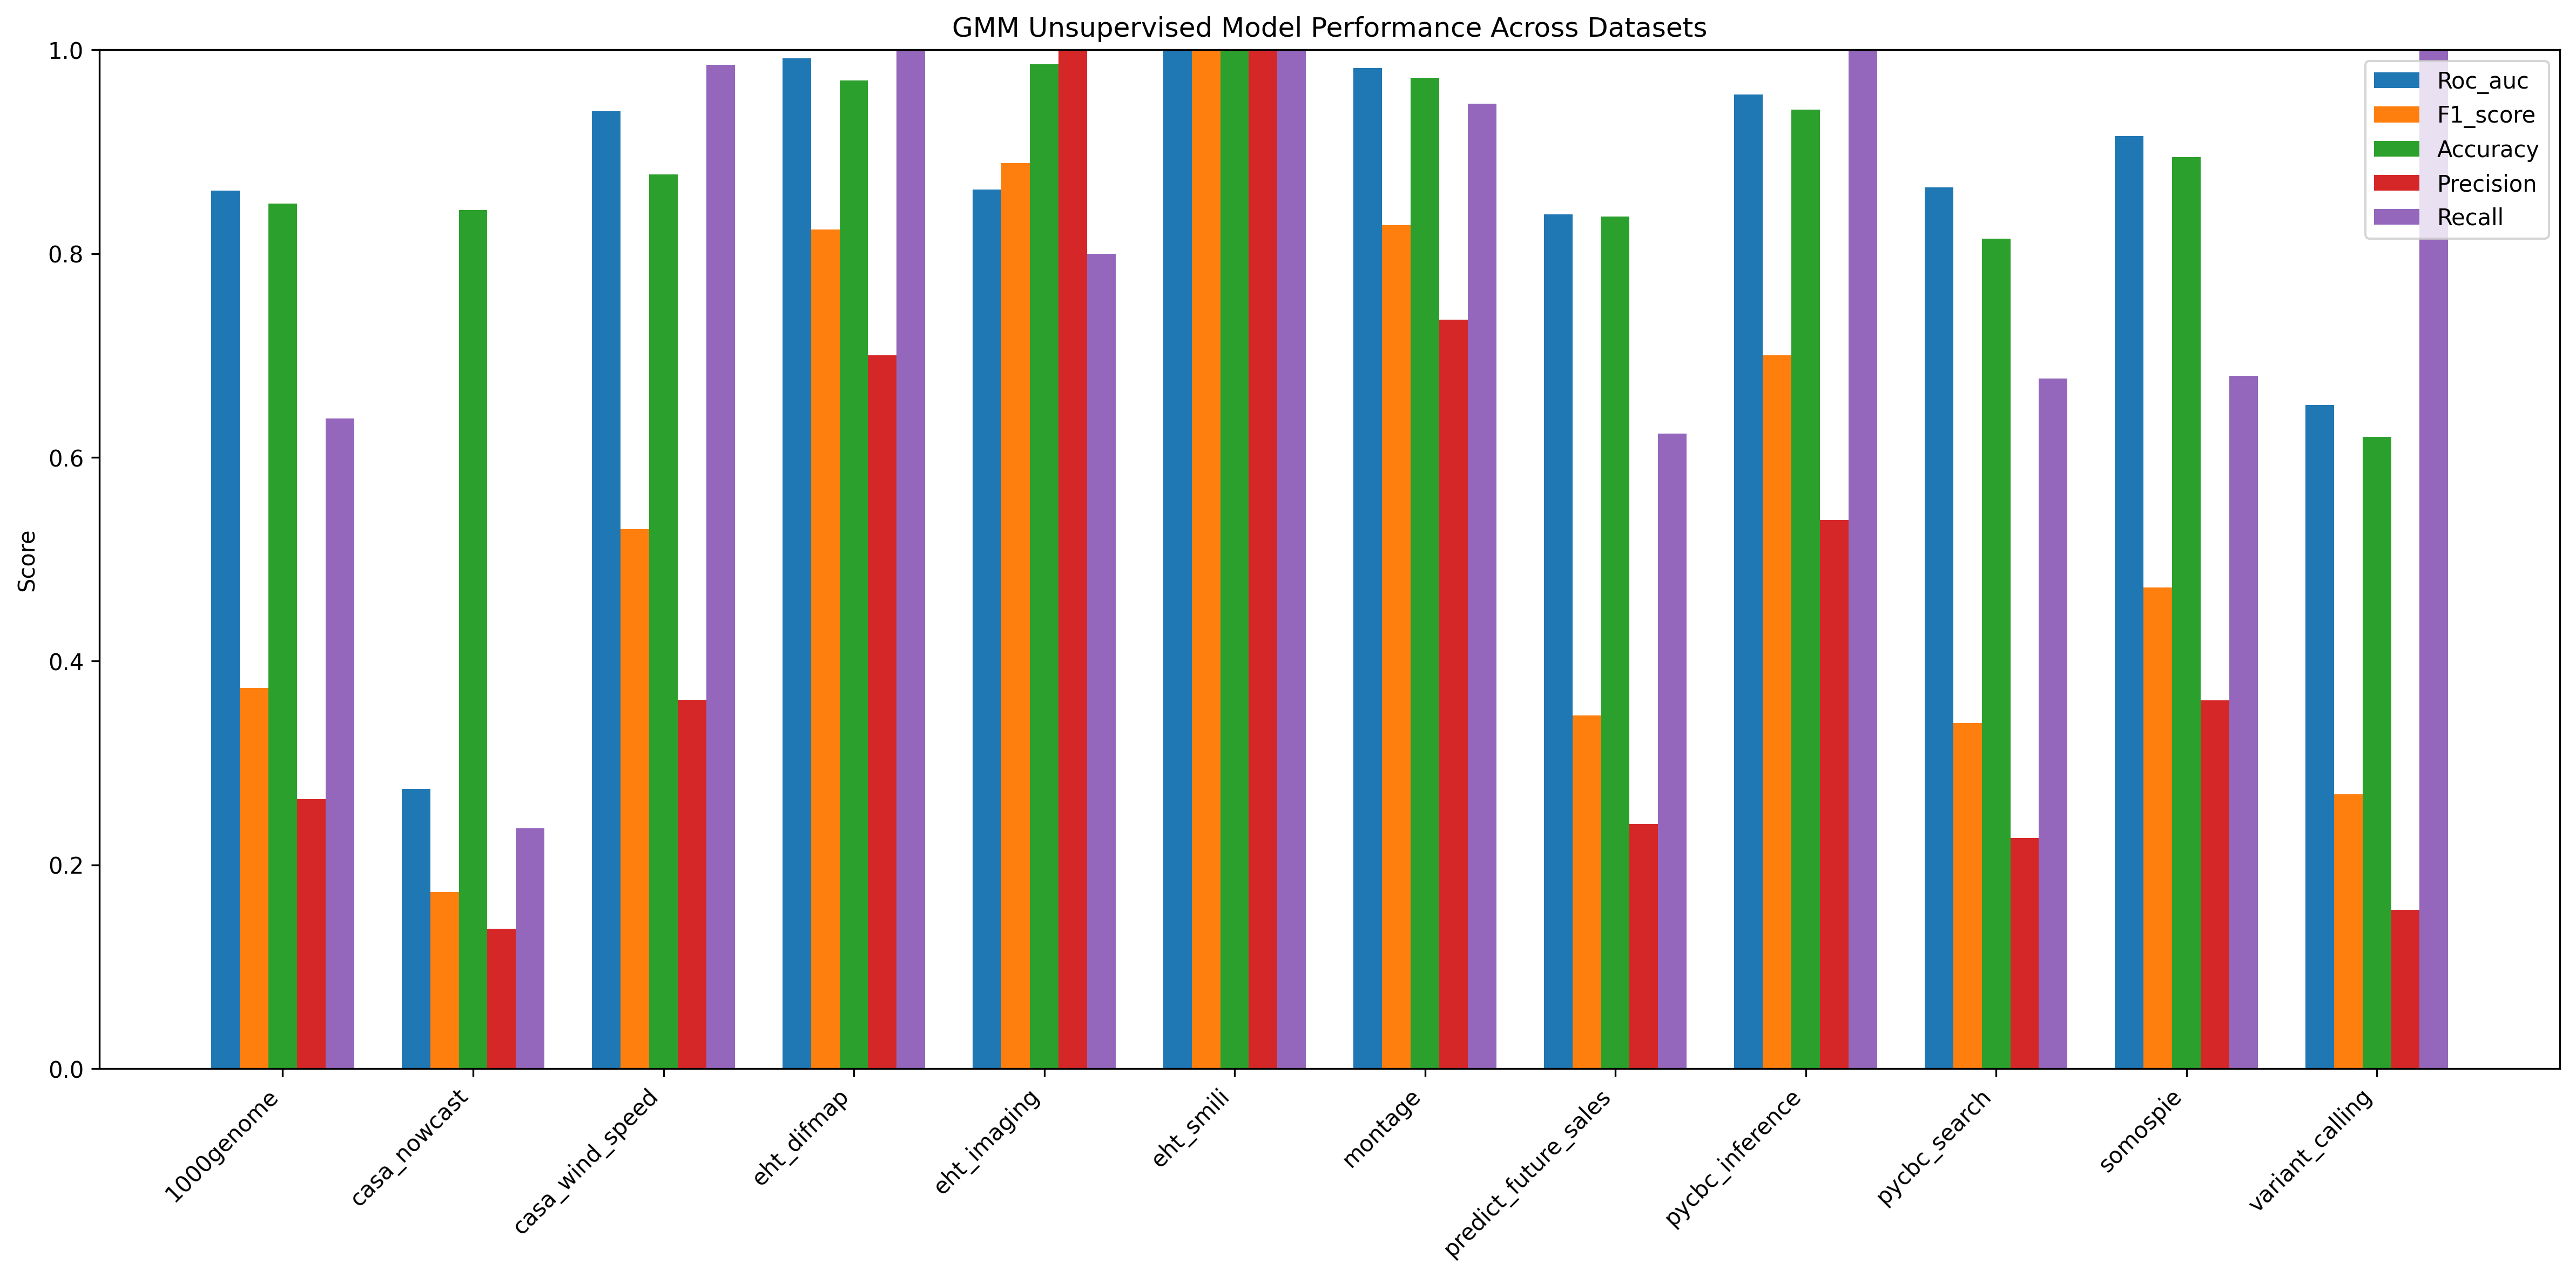 GMM Unsupervised Model Performance Across Datasets
1.0
0.8
0.6
0.4
0.2
0.0
Score
Roc_auc
F1_score
Accuracy
Precision
Recall
1000genome
casa_nowcast
casa_wind_speed
eht_difmap
eht_imaging
eht_smili
montage
predict_future_sales
pycbc_inference
pycbc_search
somospie
variant_calling